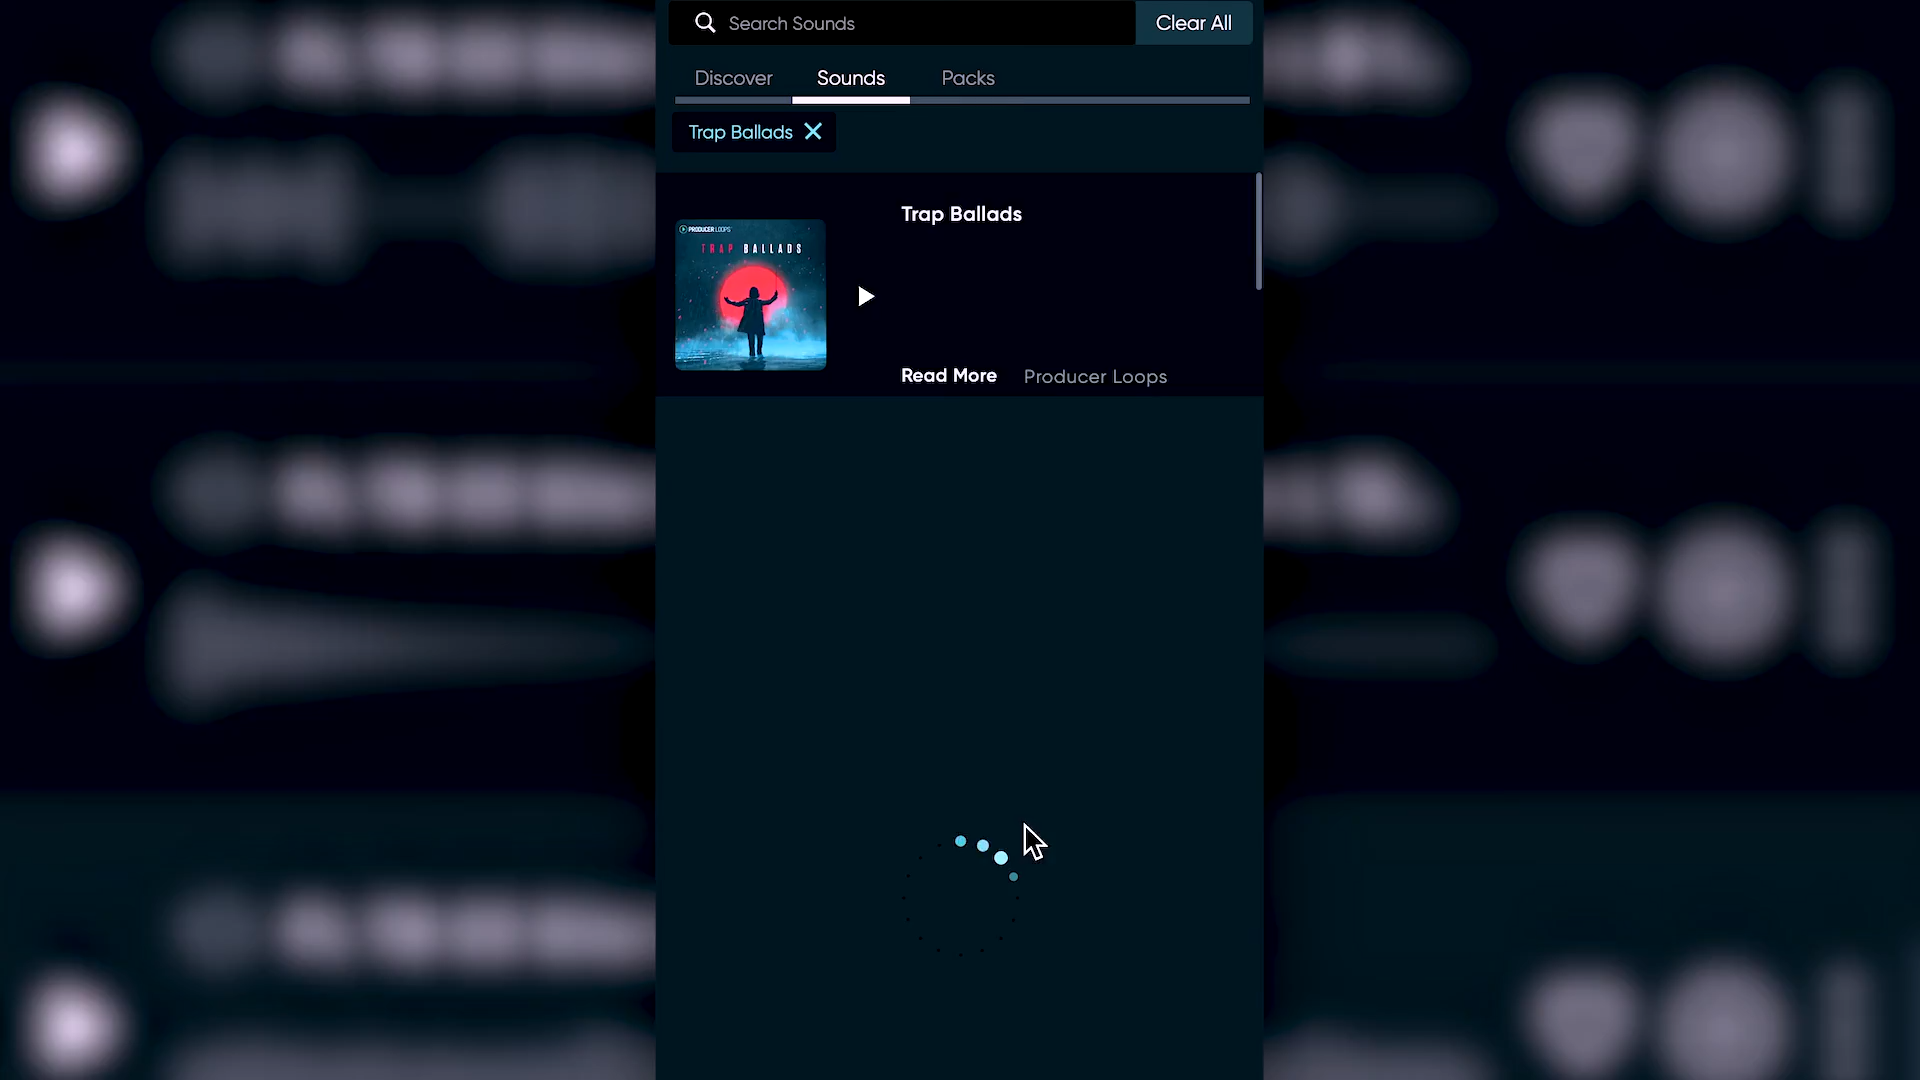 Search Sounds
Clear All
Discover
Sounds
Packs
Trap Ballads
Trap Ballads
PRODUCER LOOPS
TRAP BALLADS
Read More
Producer Loops